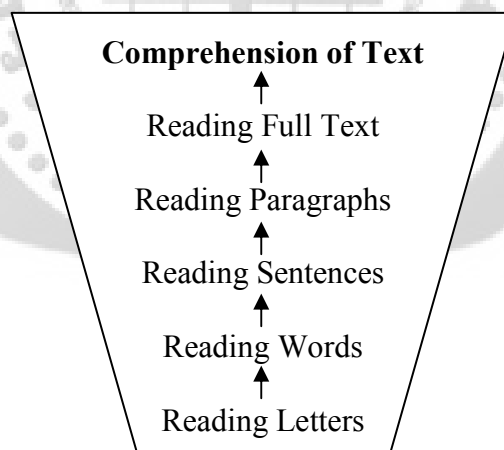 Comprehension of Text
Reading Full Text
Reading Paragraphs
Reading Sentences
Reading Words
Reading Letters